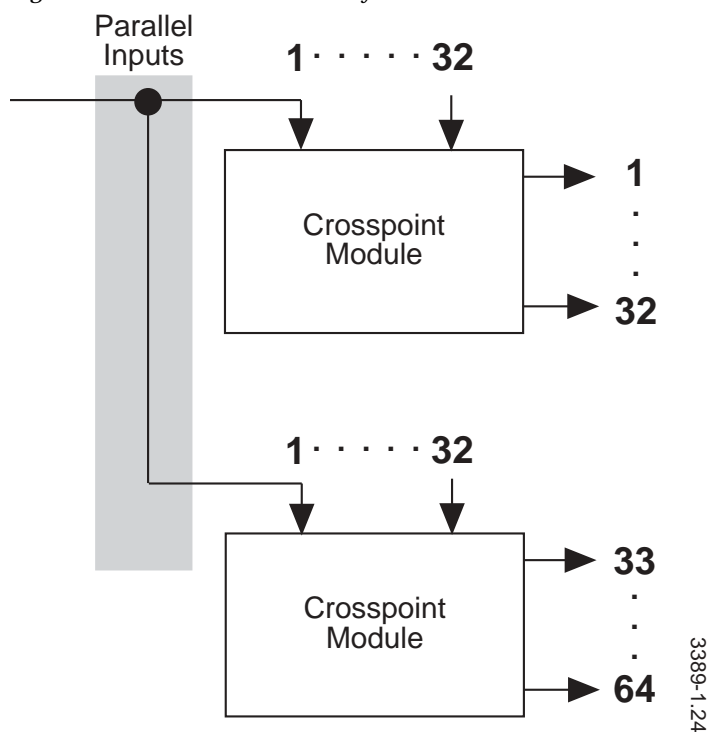 Parallel
Inputs
1 · · · · · 32
Crosspoint
Module
1
·
·
·
32
1 · · · · · 32
Crosspoint
Module
33
·
·
·
64
3389-1.24